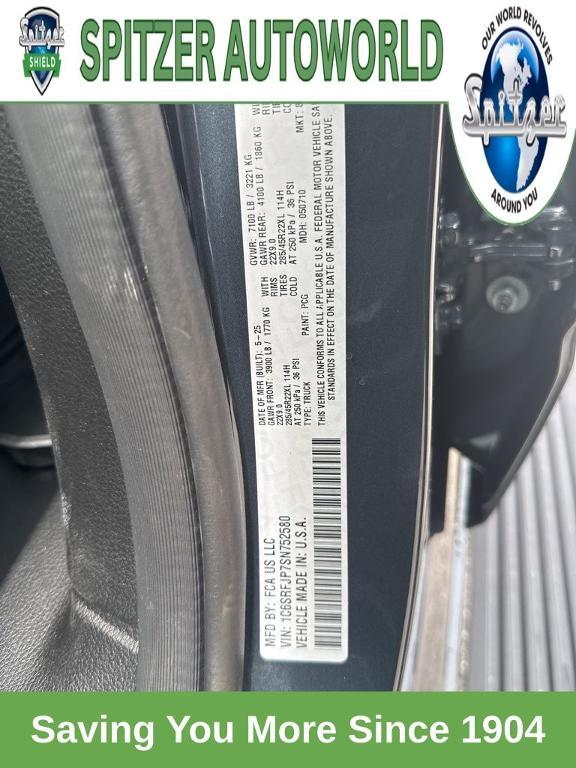 Spitzer
SHIELD
SPITZER AUTOWORLD
OUR WORLD REVOLVES
Spitzer
AROUND YOU
MFD BY: FCA US LLC
VIN: 1C6SRFJP7SN752580
VEHICLE MADE IN: U.S.A.
DATE OF MFR (BUILT): 5-25
GAWR FRONT: 3900 LB / 1770 KG WITH
22X9.0 RIMS
285/45R22XL 114H TIRES
AT 250 kPa / 36 PSI COLD
TYPE: TRUCK
PAINT: PCG
GVWR: 7100 LB / 3221 KG
GAWR REAR: 4100 LB / 1860 KG
22X9.0
285/45R22XL 114H
AT 250 kPa / 36 PSI
MDH: 050710
MKT:
THIS VEHICLE CONFORMS TO ALL APPLICABLE U.S.A. FEDERAL MOTOR VEHICLE SA
STANDARDS IN EFFECT ON THE DATE OF MANUFACTURE SHOWN ABOVE.
Saving You More Since 1904